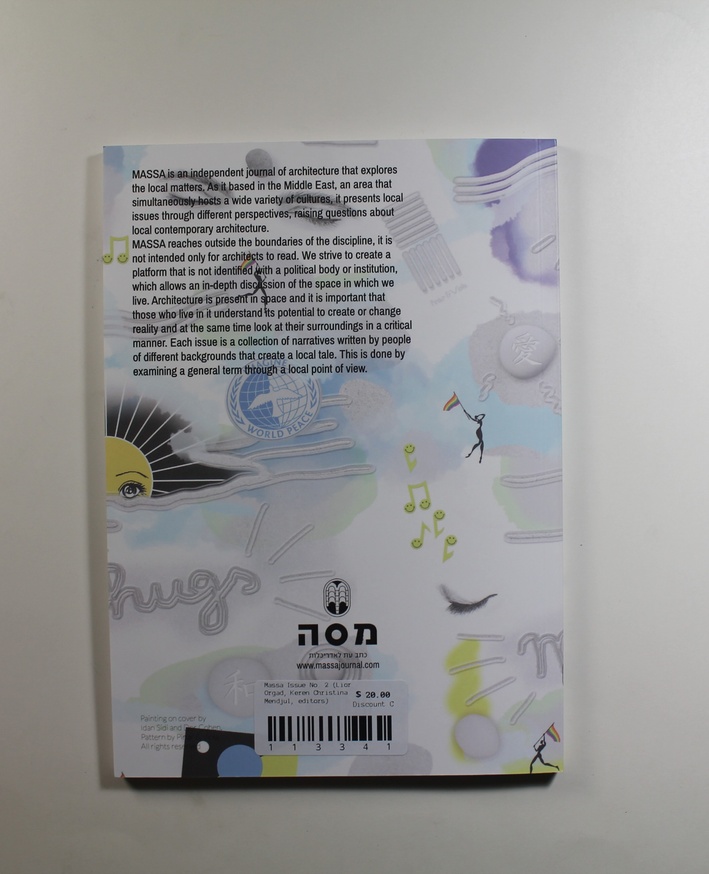 MASSA is an independent journal of architecture that explores
the local matters. As it based in the Middle East, an area that
simultaneously hosts a wide variety of cultures, it presents local
issues through different perspectives, raising questions about
local contemporary architecture.
MASSA reaches outside the boundaries of the discipline, it is
not intended only for architects to read. We strive to create a
platform that is not identified with a political body or institution,
which allows an in-depth discussion of the space in which we
live. Architecture is present in space and it is important that
those who live in it understand its potential to create or change
reality and at the same time look at their surroundings in a critical
manner. Each issue is a collection of narratives written by people
of different backgrounds that create a local tale. This is done by
examining a general term through a local point of view.
愛
IMAGINE
WORLD PEACE
hugs
מסה
כתב עת לאדריכלות
www.massajournal.com
和
Massa Issue No. 2 (Lior
Orgad, Keren Christina
Mendjul, editors)
$ 20.00
Discount C
113341
Painting on cover by
Idan Sidi and
Pattern by
All rights